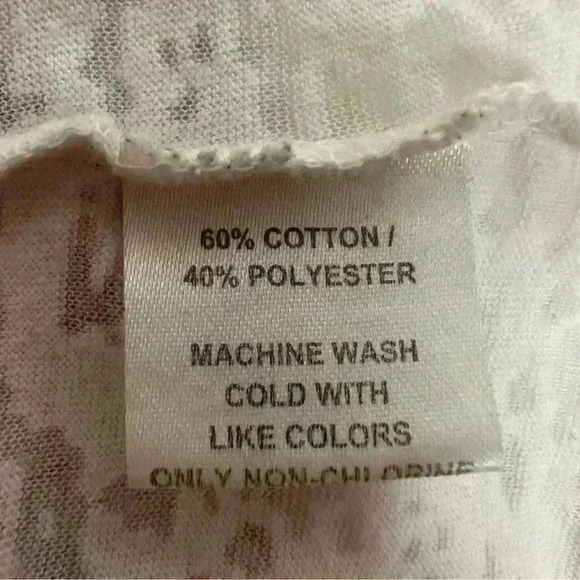 60% COTTON /
40% POLYESTER
MACHINE WASH
COLD WITH
LIKE COLORS
ONLY NON-CHLORINE